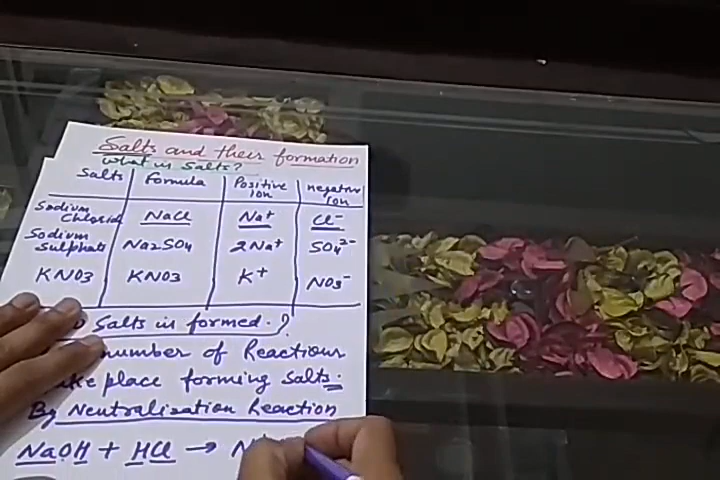 Salts and their formation
What is Salts?
Salts Formula Positive Ion negative Ion
Sodium Chlorid NaCl Na+ Cl-
Sodium Sulphate Na2SO4 2Na+ SO4 2-
KNO3 KNO3 K+ NO3-
Salts is formed.?
number of Reactions
place forming Salts.
By Neutralization Reaction
NaOH + HCl →